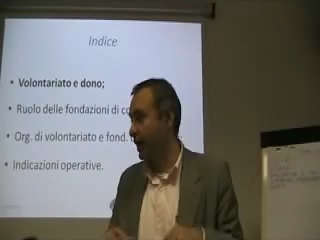 Indice
• Volontariato e dono;
• Ruolo delle fondazioni di
• Org. di volontariato e fond.
• Indicazioni operative.